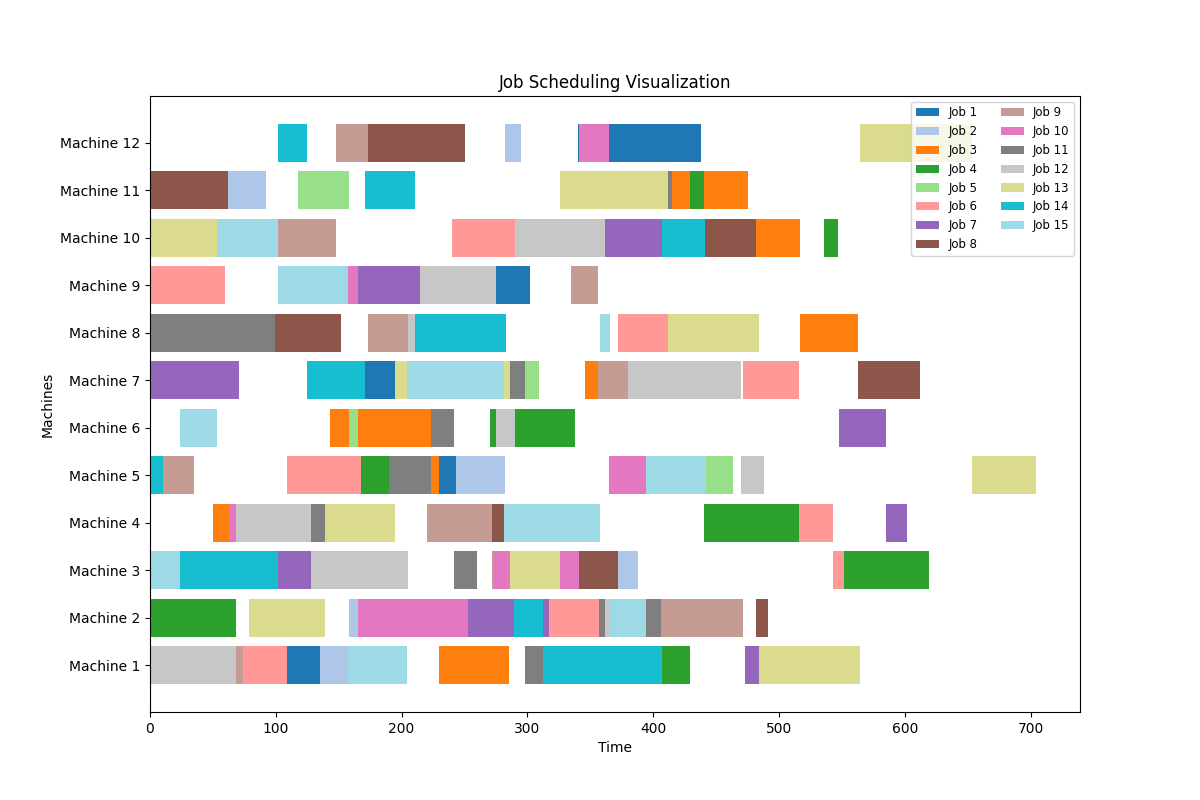 Job Scheduling Visualization
Machine 12
Machine 11
Machine 10
Machine 9
Machine 8
Machine 7
Machine 6
Machine 5
Machine 4
Machine 3
Machine 2
Machine 1
Machines
0 100 200 300 400 500 600 700
Time
Job 1
Job 2
Job 3
Job 4
Job 5
Job 6
Job 7
Job 8
Job 9
Job 10
Job 11
Job 12
Job 13
Job 14
Job 15